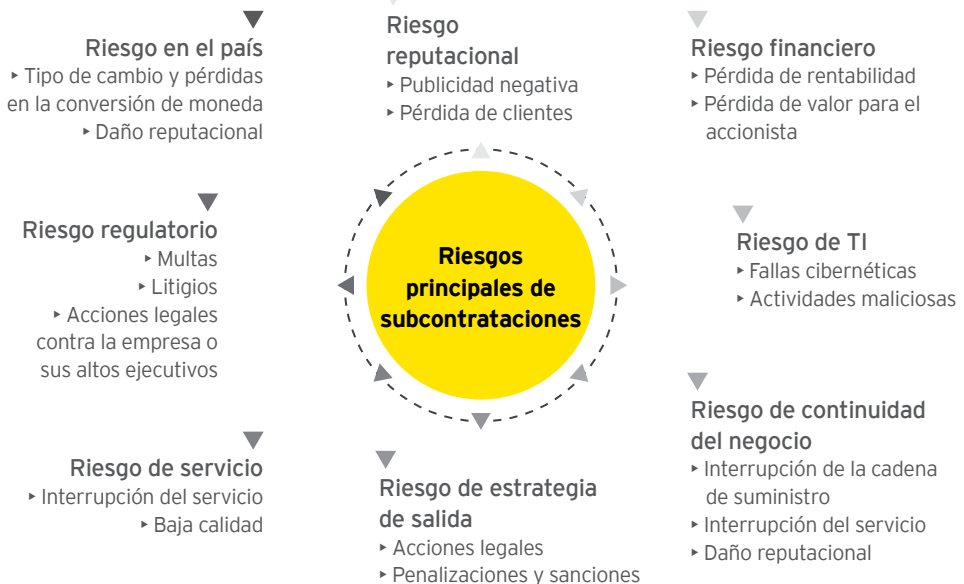 Riesgo en el país
‣ Tipo de cambio y pérdidas
en la conversión de moneda
‣ Daño reputacional
Riesgo
reputacional
‣ Publicidad negativa
‣ Pérdida de clientes
Riesgo financiero
‣ Pérdida de rentabilidad
‣ Pérdida de valor para el
accionista
Riesgo regulatorio
‣ Multas
‣ Litigios
‣ Acciones legales
contra la empresa o
sus altos ejecutivos
Riesgos
principales de
subcontrataciones
Riesgo de TI
‣ Fallas cibernéticas
‣ Actividades maliciosas
Riesgo de servicio
‣ Interrupción del servicio
‣ Baja calidad
Riesgo de estrategia
de salida
‣ Acciones legales
‣ Penalizaciones y sanciones
Riesgo de continuidad
del negocio
‣ Interrupción de la cadena
de suministro
‣ Interrupción del servicio
‣ Daño reputacional